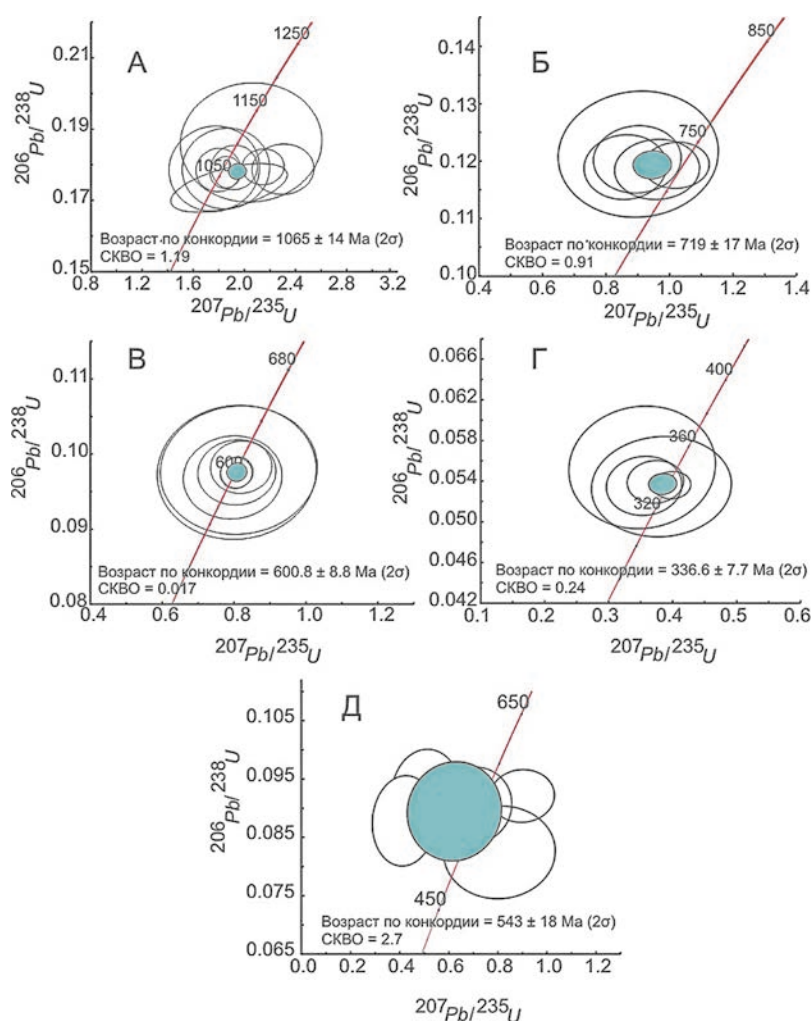 А
0.21
0.19
0.17
0.15
206Pb/238U
1250
1150
1050
Возраст по конкордии = 1065 ± 14 Ma (2σ)
СКВО = 1.19
0.8 1.2 1.6 2.0 2.4 2.8 3.2
207Pb/235U
Б
0.14
0.13
0.12
0.11
0.10
206Pb/238U
850
750
Возраст по конкордии = 719 ± 17 Ma (2σ)
СКВО = 0.91
0.4 0.6 0.8 1.0 1.2 1.4
207Pb/235U
В
0.11
0.10
0.09
0.08
206Pb/238U
680
600
Возраст по конкордии = 600.8 ± 8.8 Ma (2σ)
СКВО = 0.017
0.4 0.6 0.8 1.0 1.3
207Pb/235U
Г
0.066
0.062
0.058
0.054
0.050
0.046
0.042
206Pb/238U
400
360
320
Возраст по конкордии = 336.6 ± 7.7 Ma (2σ)
СКВО = 0.24
0.1 0.2 0.3 0.4 0.5 0.6
207Pb/235U
Д
0.105
0.095
0.085
0.075
0.065
206Pb/238U
650
450
Возраст по конкордии = 543 ± 18 Ma (2σ)
СКВО = 2.7
0.0 0.2 0.4 0.6 0.8 1.0 1.2
207Pb/235U